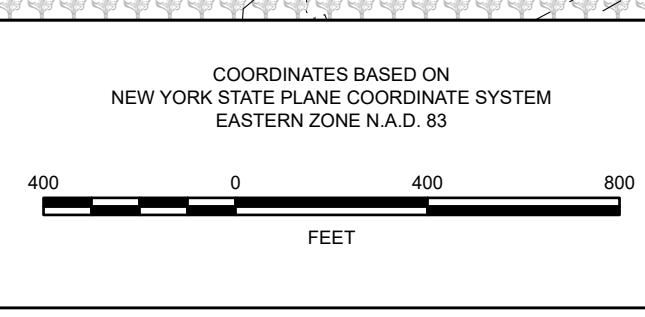 COORDINATES BASED ON
NEW YORK STATE PLANE COORDINATE SYSTEM
EASTERN ZONE N.A.D. 83
400 0 400 800
FEET